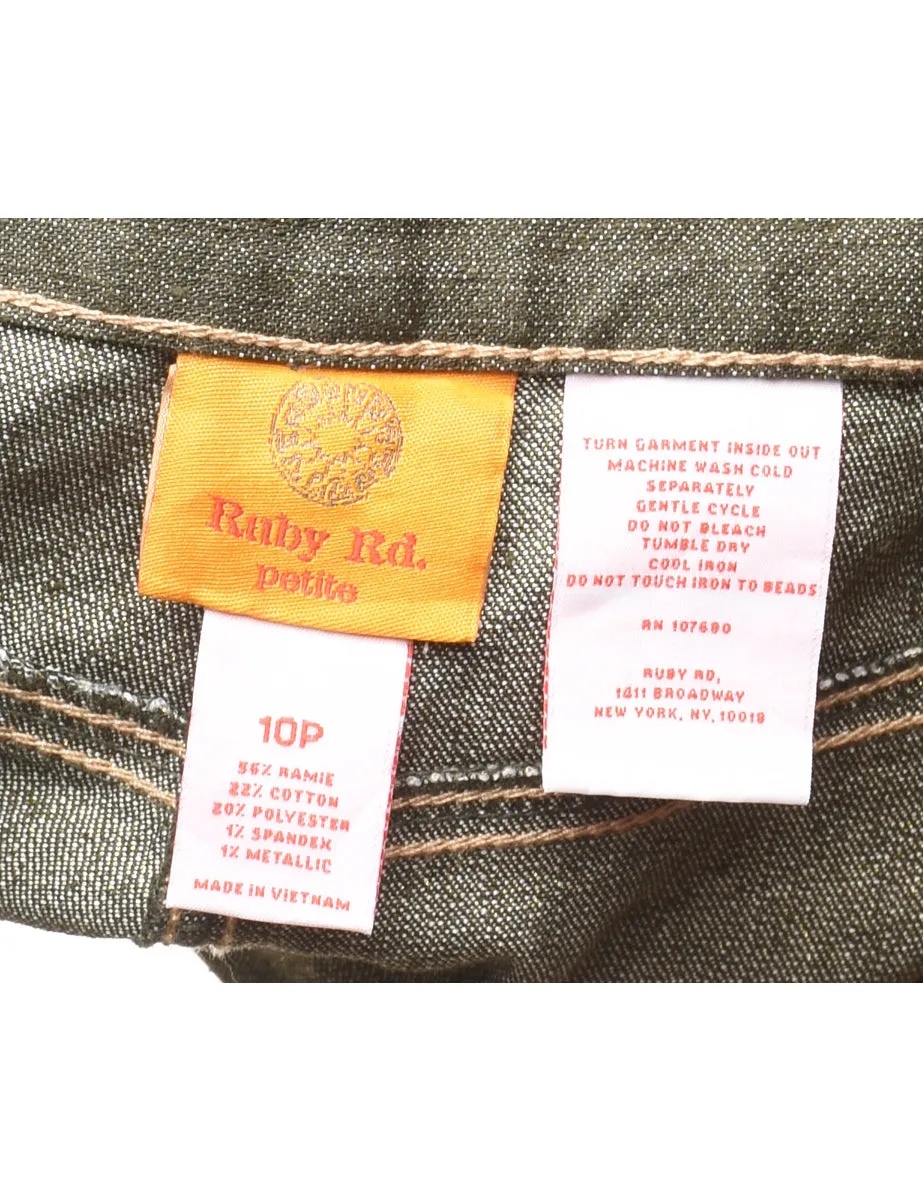 Ruby Rd.
petite
10P
56% RAMIE
22% COTTON
20% POLYESTER
1% SPANDEX
1% METALLIC
MADE IN VIETNAM
TURN GARMENT INSIDE OUT
MACHINE WASH COLD
SEPARATELY
GENTLE CYCLE
DO NOT BLEACH
TUMBLE DRY
COOL IRON
DO NOT TOUCH IRON TO BEADS
RN 107680
RUBY RD,
1411 BROADWAY
NEW YORK, NY, 10018